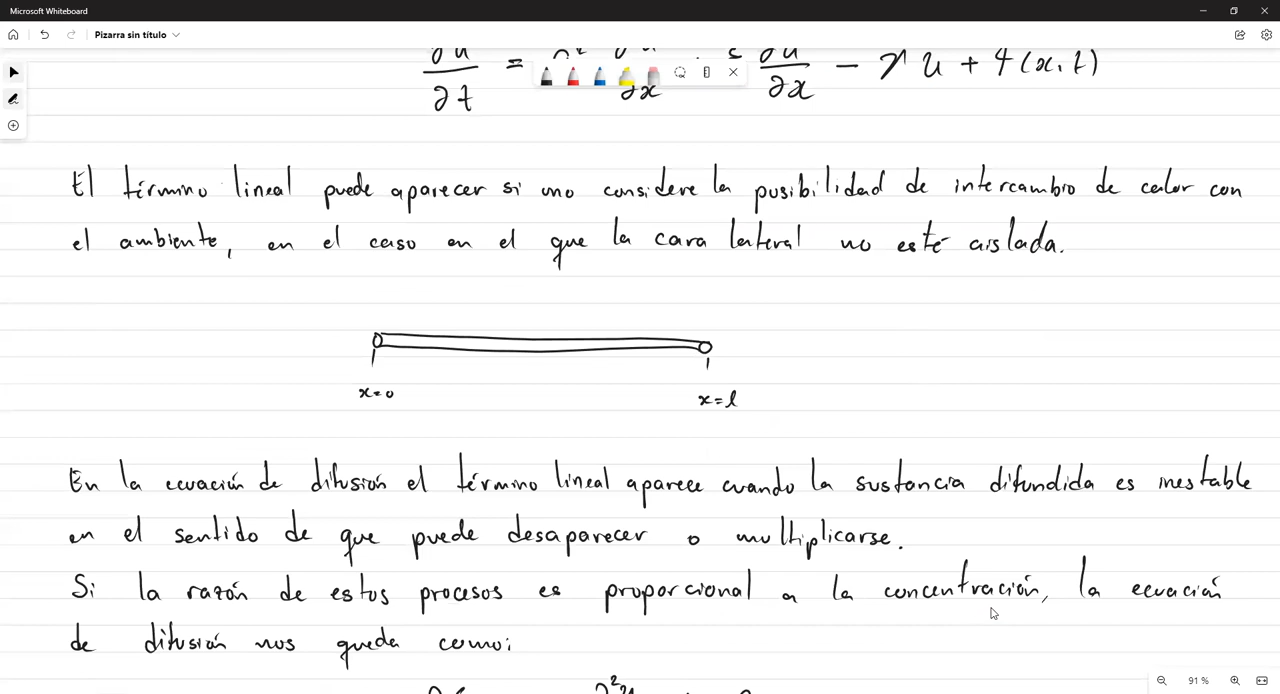 Microsoft Whiteboard
Pizarra sin título
∂u/∂t = ∂u/∂x - γ u + 4(x,t)
El término lineal puede aparecer si uno considere la posibilidad de intercambio de calor con
el ambiente, en el caso en el que la cara lateral no esté aislada.
x=0
x=l
En la ecuación de difusión el término lineal aparece cuando la sustancia difundida es inestable
en el sentido de que puede desaparecer o multiplicarse.
Si la razón de estos procesos es proporcional a la concentración, la ecuación
de difusión nos queda como:
∂²u
91 %